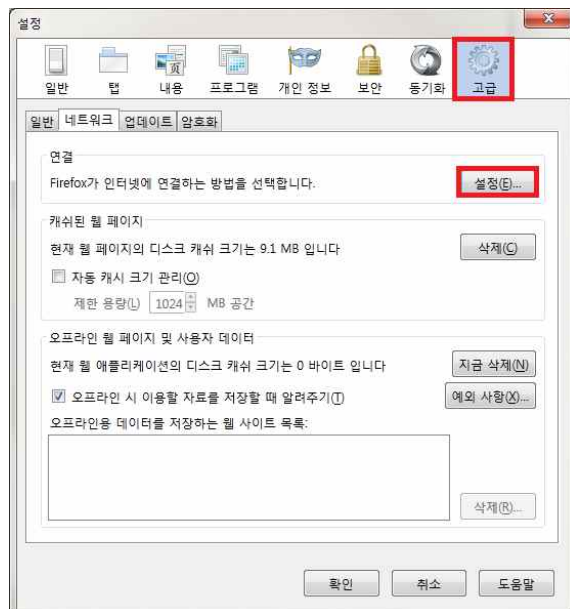 설정
일반 탭 내용 프로그램 개인 정보 보안 동기화 고급
일반 네트워크 업데이트 암호화
연결
Firefox가 인터넷에 연결하는 방법을 선택합니다. 설정(E)...
캐쉬된 웹 페이지
현재 웹 페이지의 디스크 캐쉬 크기는 9.1 MB 입니다 삭제(C)
자동 캐시 크기 관리(O)
제한 용량(L) 1024 MB 공간
오프라인 웹 페이지 및 사용자 데이터
현재 웹 애플리케이션의 디스크 캐쉬 크기는 0 바이트 입니다 지금 삭제(N)
오프라인 시 이용할 자료를 저장할 때 알려주기(T) 예외 사항(X)...
오프라인용 데이터를 저장하는 웹 사이트 목록:
삭제(R)...
확인 취소 도움말